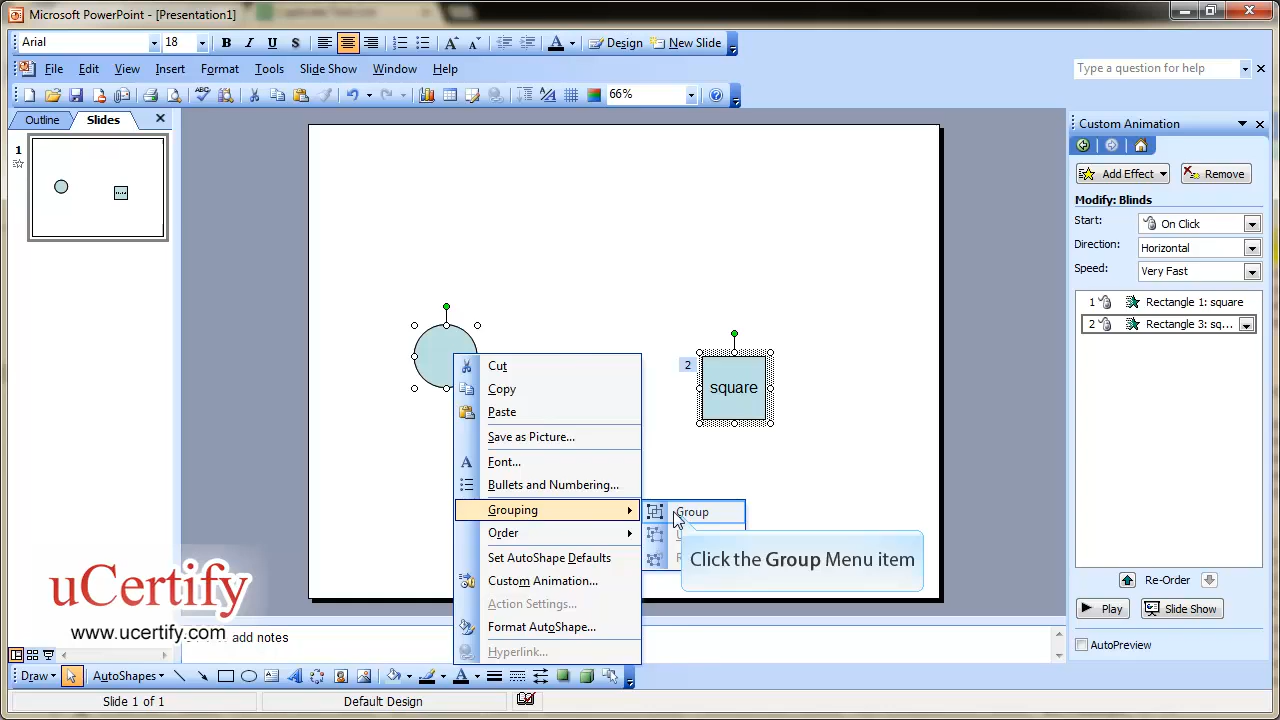 Microsoft PowerPoint - [Presentation1]
Arial 18 Design New Slide
File Edit View Insert Format Tools Slide Show Window Help
Type a question for help
66%
Outline Slides
1
Custom Animation
Add Effect Remove
Modify: Blinds
Start: On Click
Direction: Horizontal
Speed: Very Fast
1 Rectangle 1: square
2 Rectangle 3: sq...
2
square
Cut
Copy
Paste
Save as Picture...
Font...
Bullets and Numbering...
Grouping
Group
Order
Click the Group Menu item
Set AutoShape Defaults
Custom Animation...
Action Settings...
Format AutoShape...
Hyperlink...
uCertify
www.ucertify.com
add notes
Re-Order
Play Slide Show
AutoPreview
Draw AutoShapes
Slide 1 of 1 Default Design